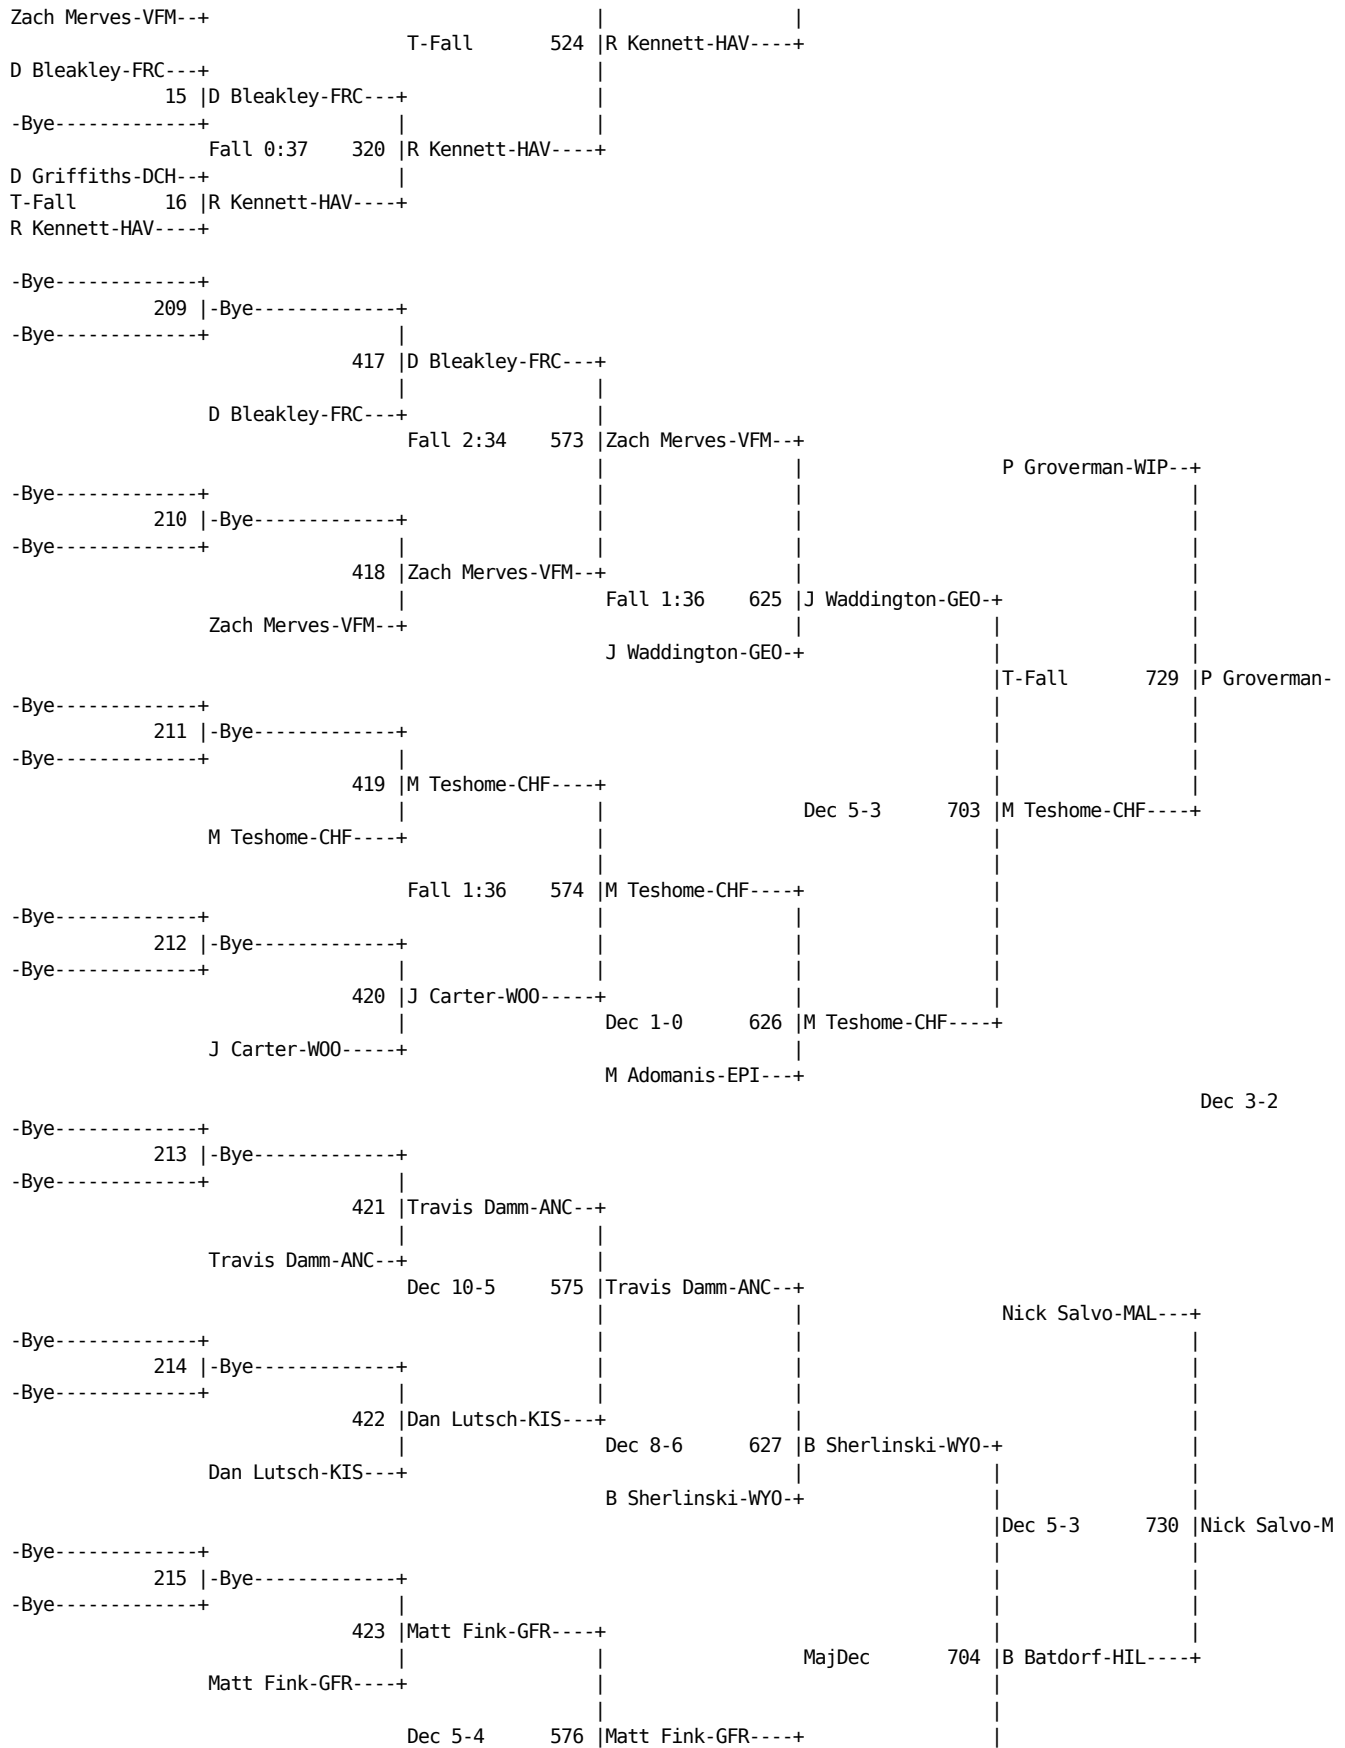 Zach Merves-VFM--+                                   |                 |
                                    T-Fall       524 |R Kennett-HAV----+
D Bleakley-FRC---+                                   |
              15 |D Bleakley-FRC---+                 |
-Bye-------------+                 |                 |
                  Fall 0:37    320 |R Kennett-HAV----+
D Griffiths-DCH--+                 |
T-Fall        16 |R Kennett-HAV----+
R Kennett-HAV----+

-Bye-------------+
             209 |-Bye-------------+
-Bye-------------+                 |
                               417 |D Bleakley-FRC---+
                                   |                 |
                  D Bleakley-FRC---+                 |
                                    Fall 2:34    573 |Zach Merves-VFM--+
                                                     |                 |                  P Groverman-WIP--+
-Bye-------------+                                   |                 |                                   |
             210 |-Bye-------------+                 |                 |                                   |
-Bye-------------+                 |                 |                 |                                   |
                               418 |Zach Merves-VFM--+                 |                                   |
                                   |                  Fall 1:36    625 |J Waddington-GEO-+                 |
                  Zach Merves-VFM--+                                   |                 |                 |
                                                      J Waddington-GEO-+                 |                 |
                                                                                         |T-Fall       729 |P Groverman-
-Bye-------------+                                                                       |                 |
             211 |-Bye-------------+                                                     |                 |
-Bye-------------+                 |                                                     |                 |
                               419 |M Teshome-CHF----+                                   |                 |
                                   |                 |                  Dec 5-3      703 |M Teshome-CHF----+
                  M Teshome-CHF----+                 |                                   |
                                                     |                                   |
                                    Fall 1:36    574 |M Teshome-CHF----+                 |
-Bye-------------+                                   |                 |                 |
             212 |-Bye-------------+                 |                 |                 |
-Bye-------------+                 |                 |                 |                 |
                               420 |J Carter-WOO-----+                 |                 |
                                   |                  Dec 1-0      626 |M Teshome-CHF----+
                  J Carter-WOO-----+                                   |
                                                      M Adomanis-EPI---+
                                                                                                            Dec 3-2
-Bye-------------+
             213 |-Bye-------------+
-Bye-------------+                 |
                               421 |Travis Damm-ANC--+
                                   |                 |
                  Travis Damm-ANC--+                 |
                                    Dec 10-5     575 |Travis Damm-ANC--+
                                                     |                 |                  Nick Salvo-MAL---+
-Bye-------------+                                   |                 |                                   |
             214 |-Bye-------------+                 |                 |                                   |
-Bye-------------+                 |                 |                 |                                   |
                               422 |Dan Lutsch-KIS---+                 |                                   |
                                   |                  Dec 8-6      627 |B Sherlinski-WYO-+                 |
                  Dan Lutsch-KIS---+                                   |                 |                 |
                                                      B Sherlinski-WYO-+                 |                 |
                                                                                         |Dec 5-3      730 |Nick Salvo-M
-Bye-------------+                                                                       |                 |
             215 |-Bye-------------+                                                     |                 |
-Bye-------------+                 |                                                     |                 |
                               423 |Matt Fink-GFR----+                                   |                 |
                                   |                 |                  MajDec       704 |B Batdorf-HIL----+
                  Matt Fink-GFR----+                 |                                   |
                                                     |                                   |
                                    Dec 5-4      576 |Matt Fink-GFR----+                 |